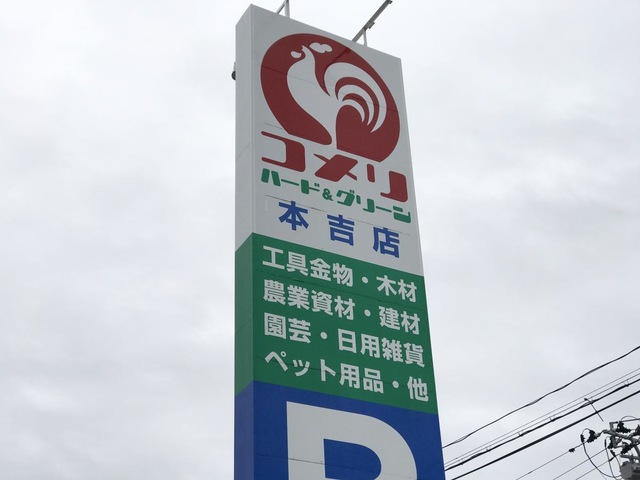 コメリ
ハード&グリーン
本吉店
工具金物・木材
農業資材・建材
園芸・日用雑貨
ペット用品・他
P